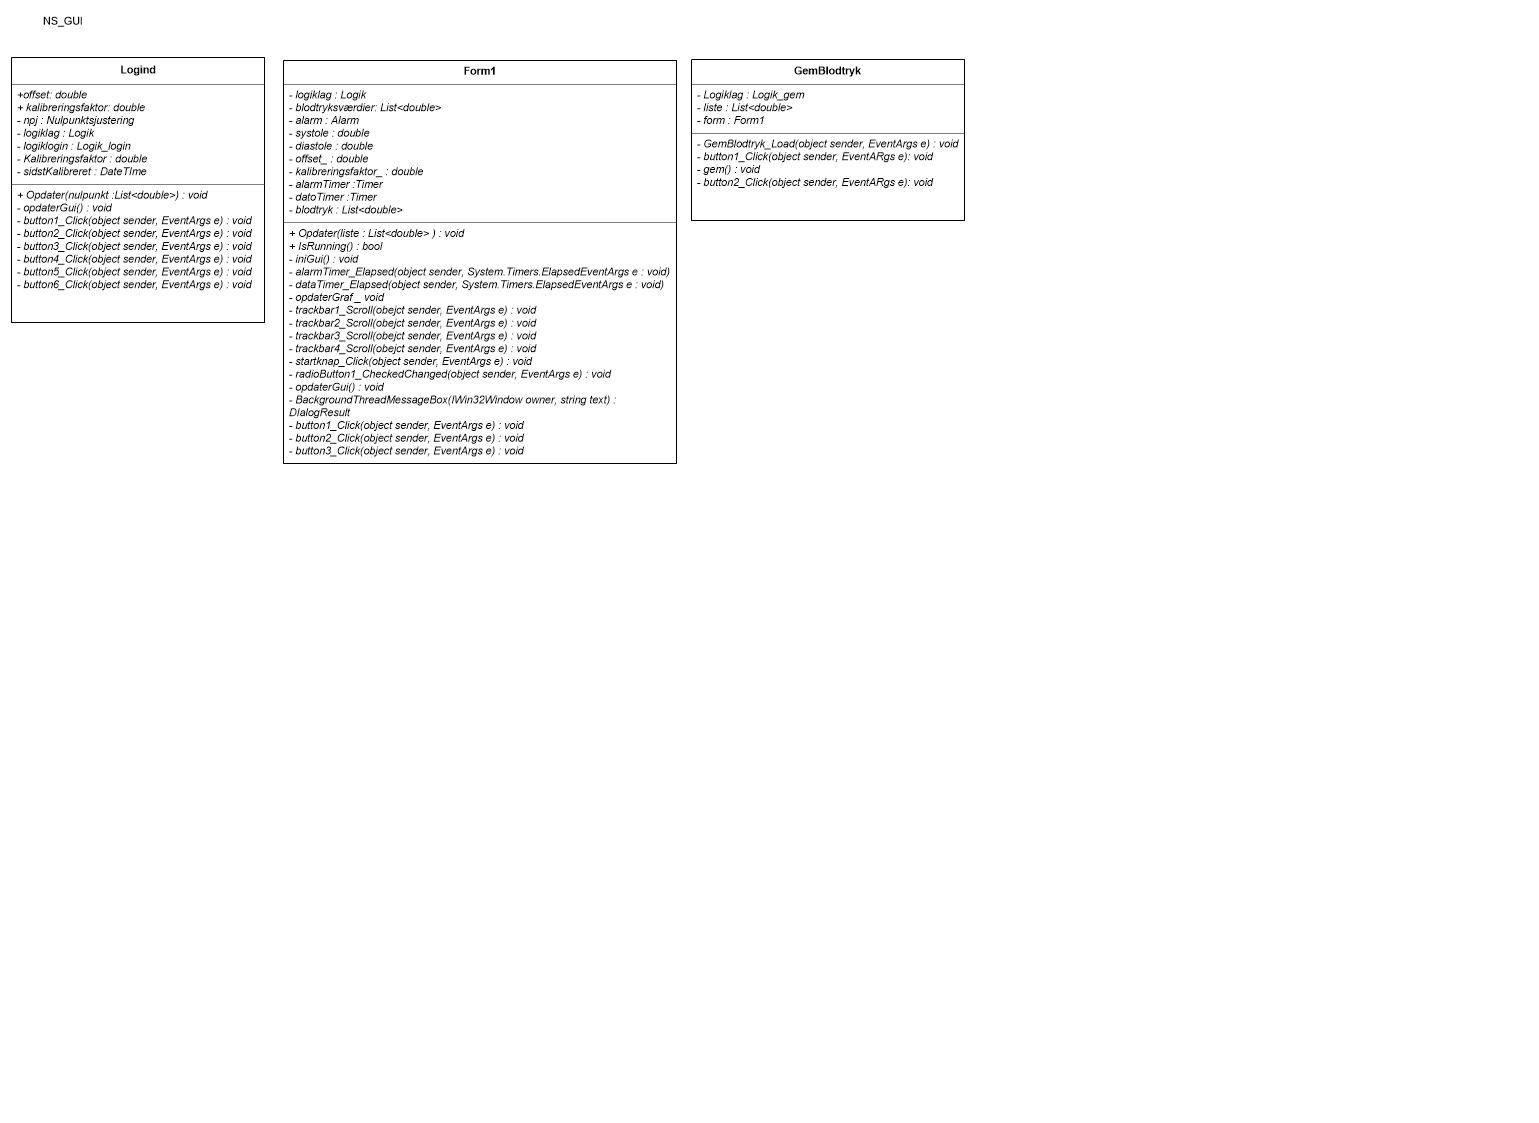 NS_GUI
Logind
+offset: double
+ kalibreringsfaktor: double
- npj : Nulpunktsjustering
- logiklag : Logik
- logiklogin : Logik_login
- Kalibreringsfaktor : double
- sidstKalibreret : DateTIme
+ Opdater(nulpunkt :List<double>) : void
- opdaterGui() : void
- button1_Click(object sender, EventArgs e) : void
- button2_Click(object sender, EventArgs e) : void
- button3_Click(object sender, EventArgs e) : void
- button4_Click(object sender, EventArgs e) : void
- button5_Click(object sender, EventArgs e) : void
- button6_Click(object sender, EventArgs e) : void
Form1
- logiklag : Logik
- blodtryksværdier: List<double>
- alarm : Alarm
- systole : double
- diastole : double
- offset_ : double
- kalibreringsfaktor_ : double
- alarmTimer :Timer
- datoTimer :Timer
- blodtryk : List<double>
+ Opdater(liste : List<double> ) : void
+ IsRunning() : bool
- iniGui() : void
- alarmTimer_Elapsed(object sender, System.Timers.ElapsedEventArgs e : void)
- dataTimer_Elapsed(object sender, System.Timers.ElapsedEventArgs e : void)
- opdaterGraf _ void
- trackbar1_Scroll(obejct sender, EventArgs e) : void
- trackbar2_Scroll(obejct sender, EventArgs e) : void
- trackbar3_Scroll(obejct sender, EventArgs e) : void
- trackbar4_Scroll(obejct sender, EventArgs e) : void
- startknap_Click(object sender, EventArgs e) : void
- radioButton1_CheckedChanged(object sender, EventArgs e) : void
- opdaterGui() : void
- BackgroundThreadMessageBox(IWin32Window owner, string text) :
DIalogResult
- button1_Click(object sender, EventArgs e) : void
- button2_Click(object sender, EventArgs e) : void
- button3_Click(object sender, EventArgs e) : void
GemBlodtryk
- Logiklag : Logik_gem
- liste : List<double>
- form : Form1
- GemBlodtryk_Load(object sender, EventArgs e) : void
- button1_Click(object sender, EventARgs e): void
- gem() : void
- button2_Click(object sender, EventARgs e): void